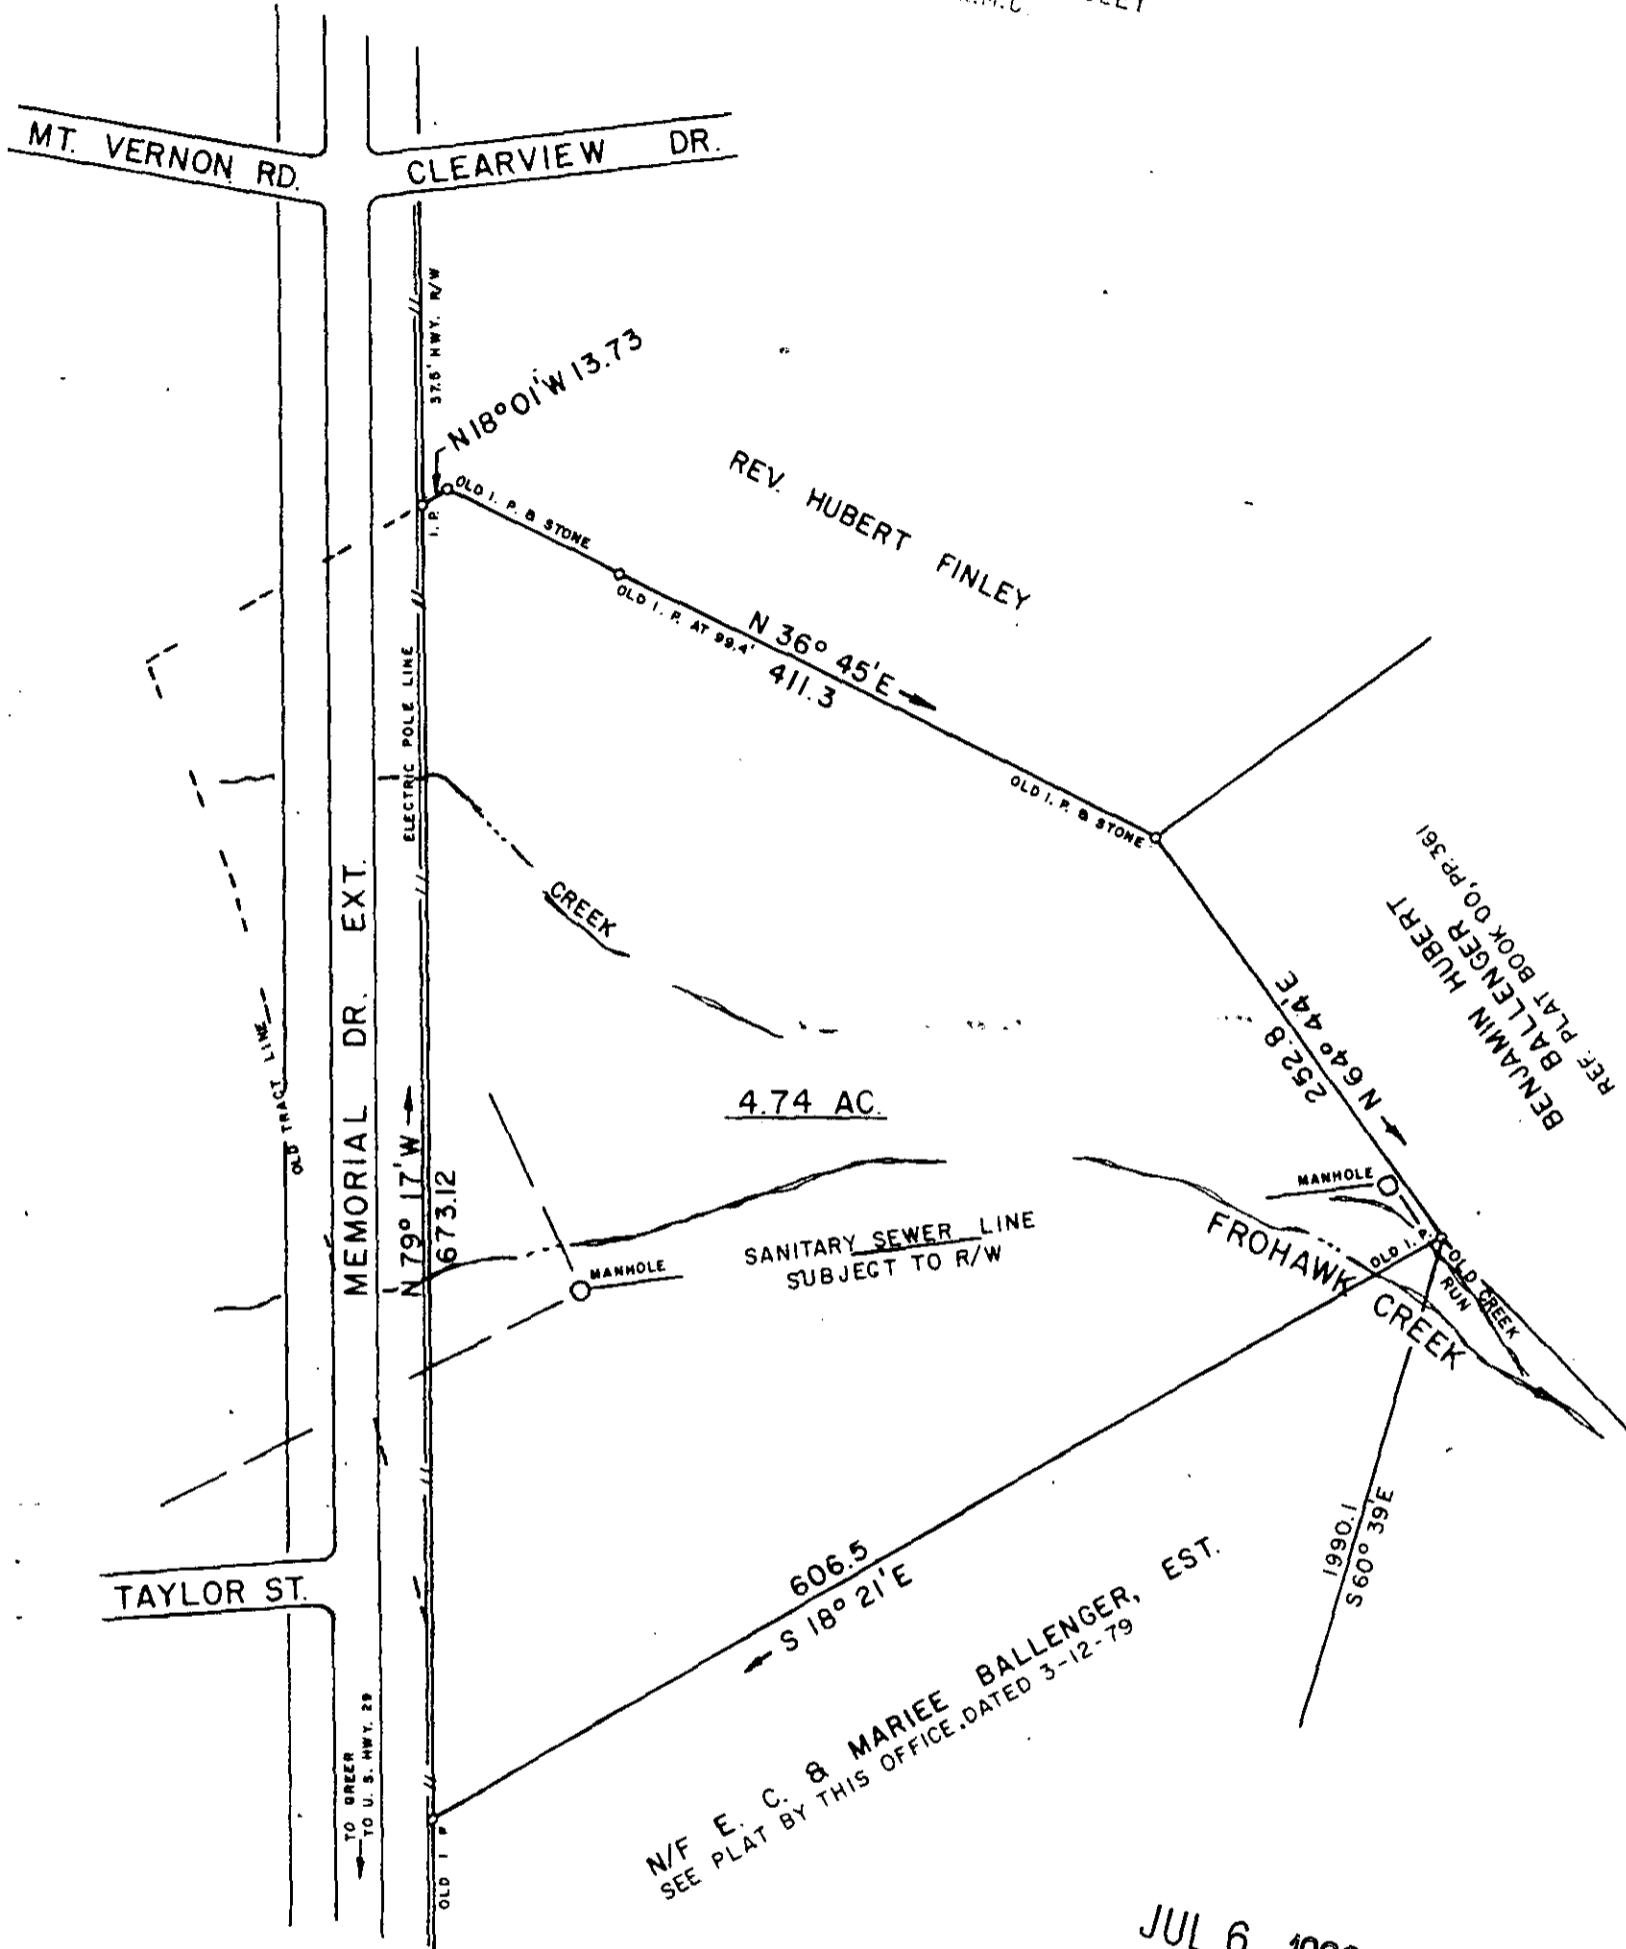 MT. VERNON RD.
CLEARVIEW DR.
37.5' HWY. R/W
N18°01'W 13.73
I.P.
OLD I. P. & STONE
OLD I. P. AT 99.4'
N 36° 45'E
411.3
REV. HUBERT FINLEY
OLD I. P. & STONE
ELECTRIC POLE LINE
CREEK
MEMORIAL DR. EXT.
OLD TRACT LINE
N 79° 17'W
673.12
4.74 AC.
252.8
N 64° 44'E
BENJAMIN HUBERT
BALLENGER
REF. PLAT BOOK OO, PP. 361
MANHOLE
SANITARY SEWER LINE
SUBJECT TO R/W
MANHOLE
FROHAWK CREEK
OLD I. P.
OLD CREEK
RUN
1990.1
S 60° 39'E
606.5
S 18° 21'E
TAYLOR ST.
N/F E. C. & MARIEE BALLENGER, EST.
SEE PLAT BY THIS OFFICE, DATED 3-12-79
TO GREER
TO U. S. HWY. 29
OLD I P
JUL 6